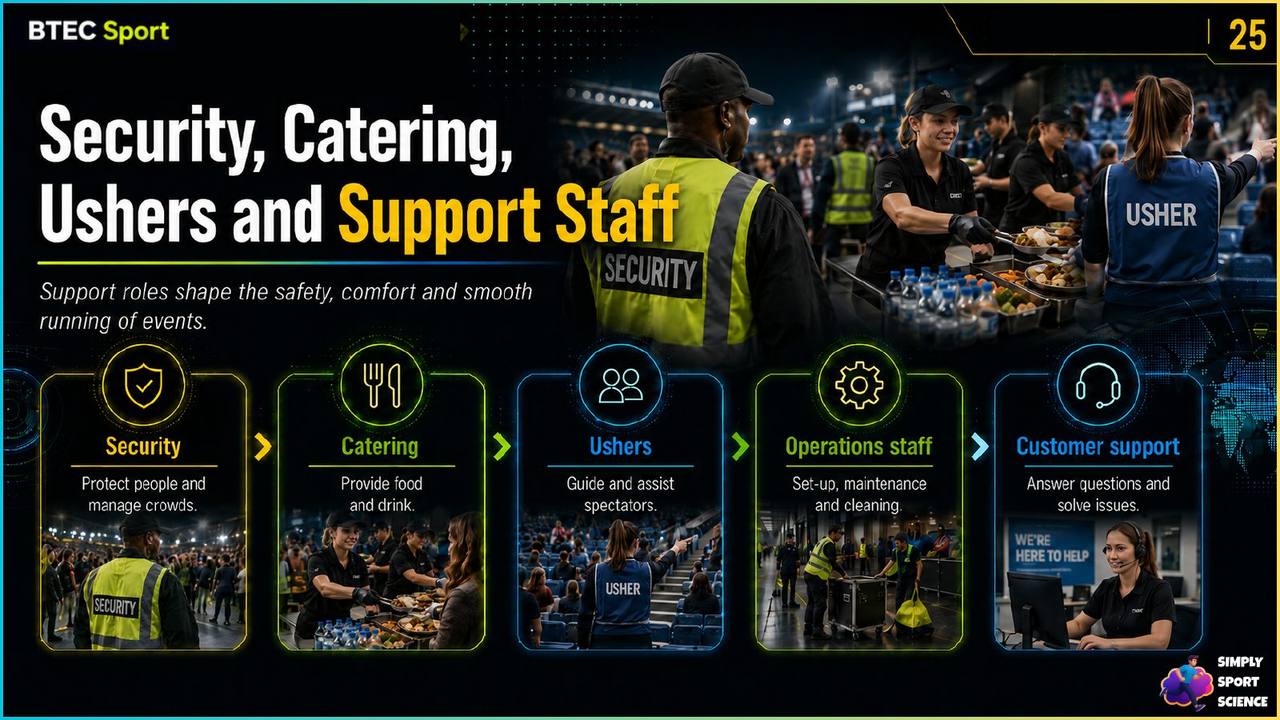 BTEC Sport
25
Security, Catering,
Ushers and Support Staff
Support roles shape the safety, comfort and smooth
running of events.
SECURITY
USHER
Security
Protect people and
manage crowds.
SECURITY
Catering
Provide food
and drink.
Ushers
Guide and assist
spectators.
USHER
Operations staff
Set-up, maintenance
and cleaning.
Customer support
Answer questions and
solve issues.
WE'RE
HERE TO HELP
SIMPLY
SPORT
SCIENCE